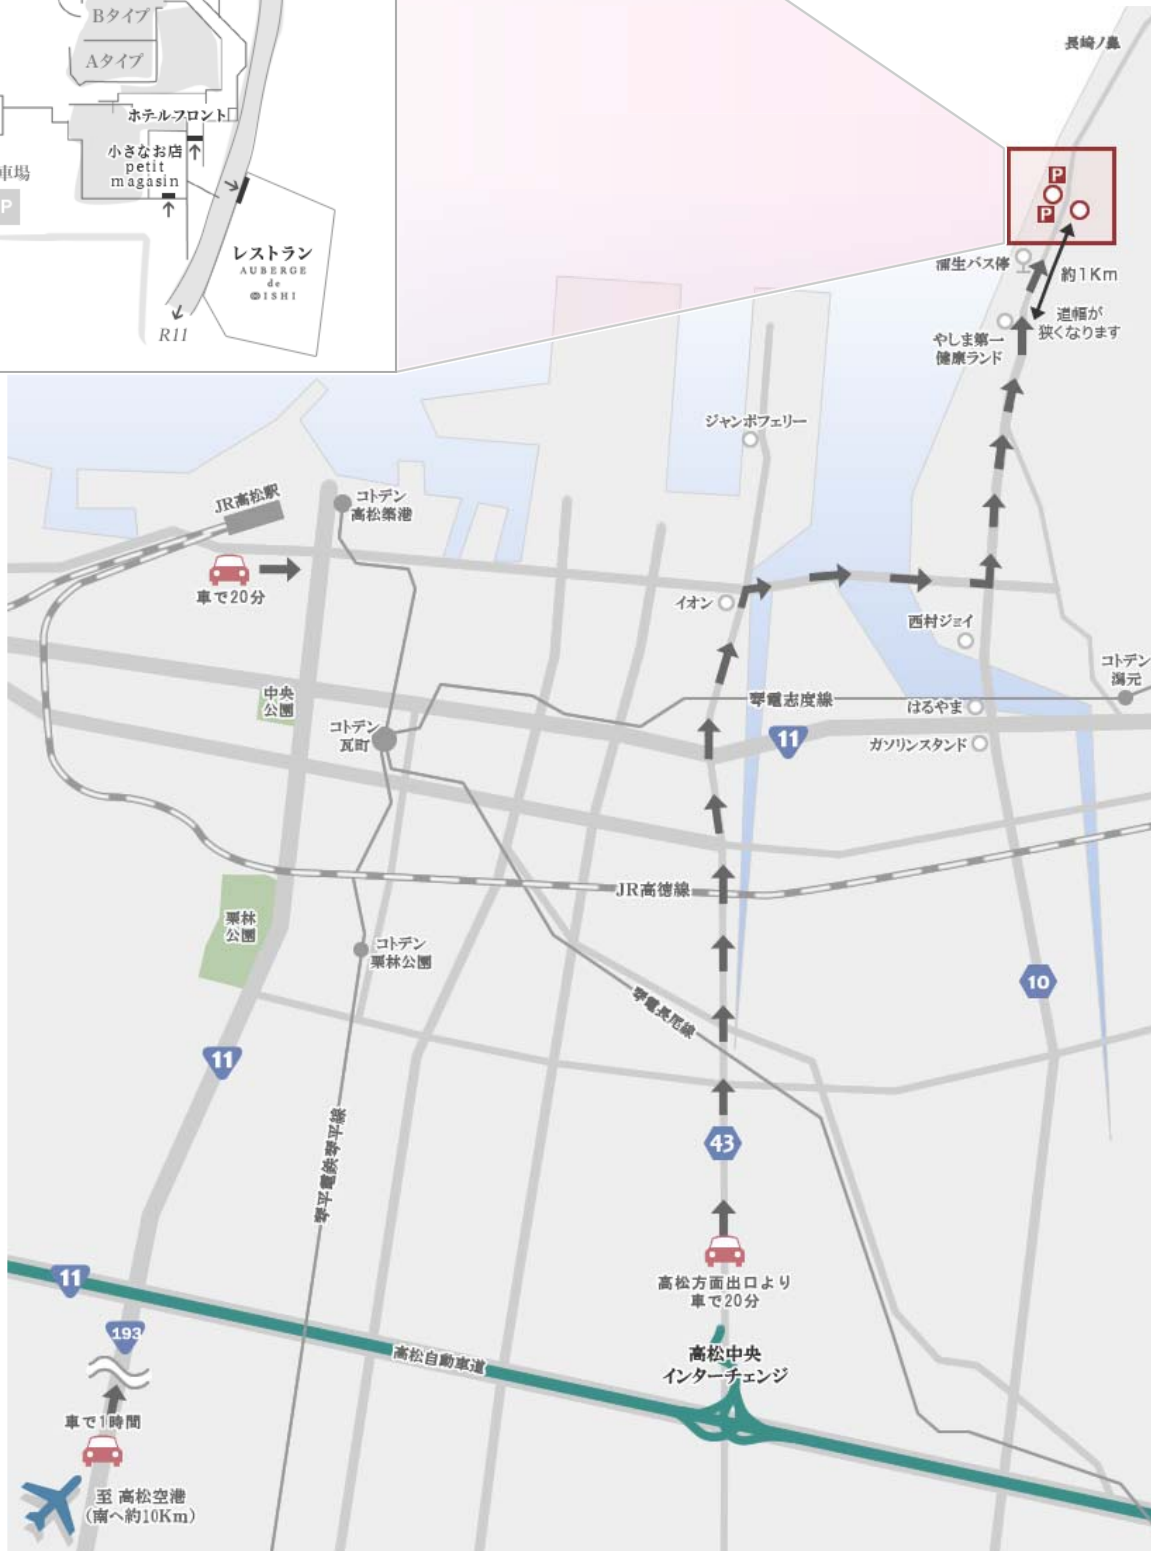 Bタイプ
Aタイプ
ホテルフロント
小さなお店
petit
magasin
車場
P
レストラン
AUBERGE
de
OISHI
R11
長崎ノ鼻
P
P
蒲生バス停
約1Km
道幅が
狭くなります
やしま第一
健康ランド
ジャンボフェリー
JR高松駅
コトデン
高松築港
車で20分
イオン
西村ジョイ
コトデン
潟元
中央
公園
琴電志度線
はるやま
コトデン
瓦町
11
ガソリンスタンド
JR高徳線
栗林
公園
コトデン
栗林公園
10
琴電長尾線
11
琴平電鉄琴平線
43
11
高松方面出口より
車で20分
193
高松自動車道
高松中央
インターチェンジ
車で1時間
至 高松空港
(南へ約10Km)